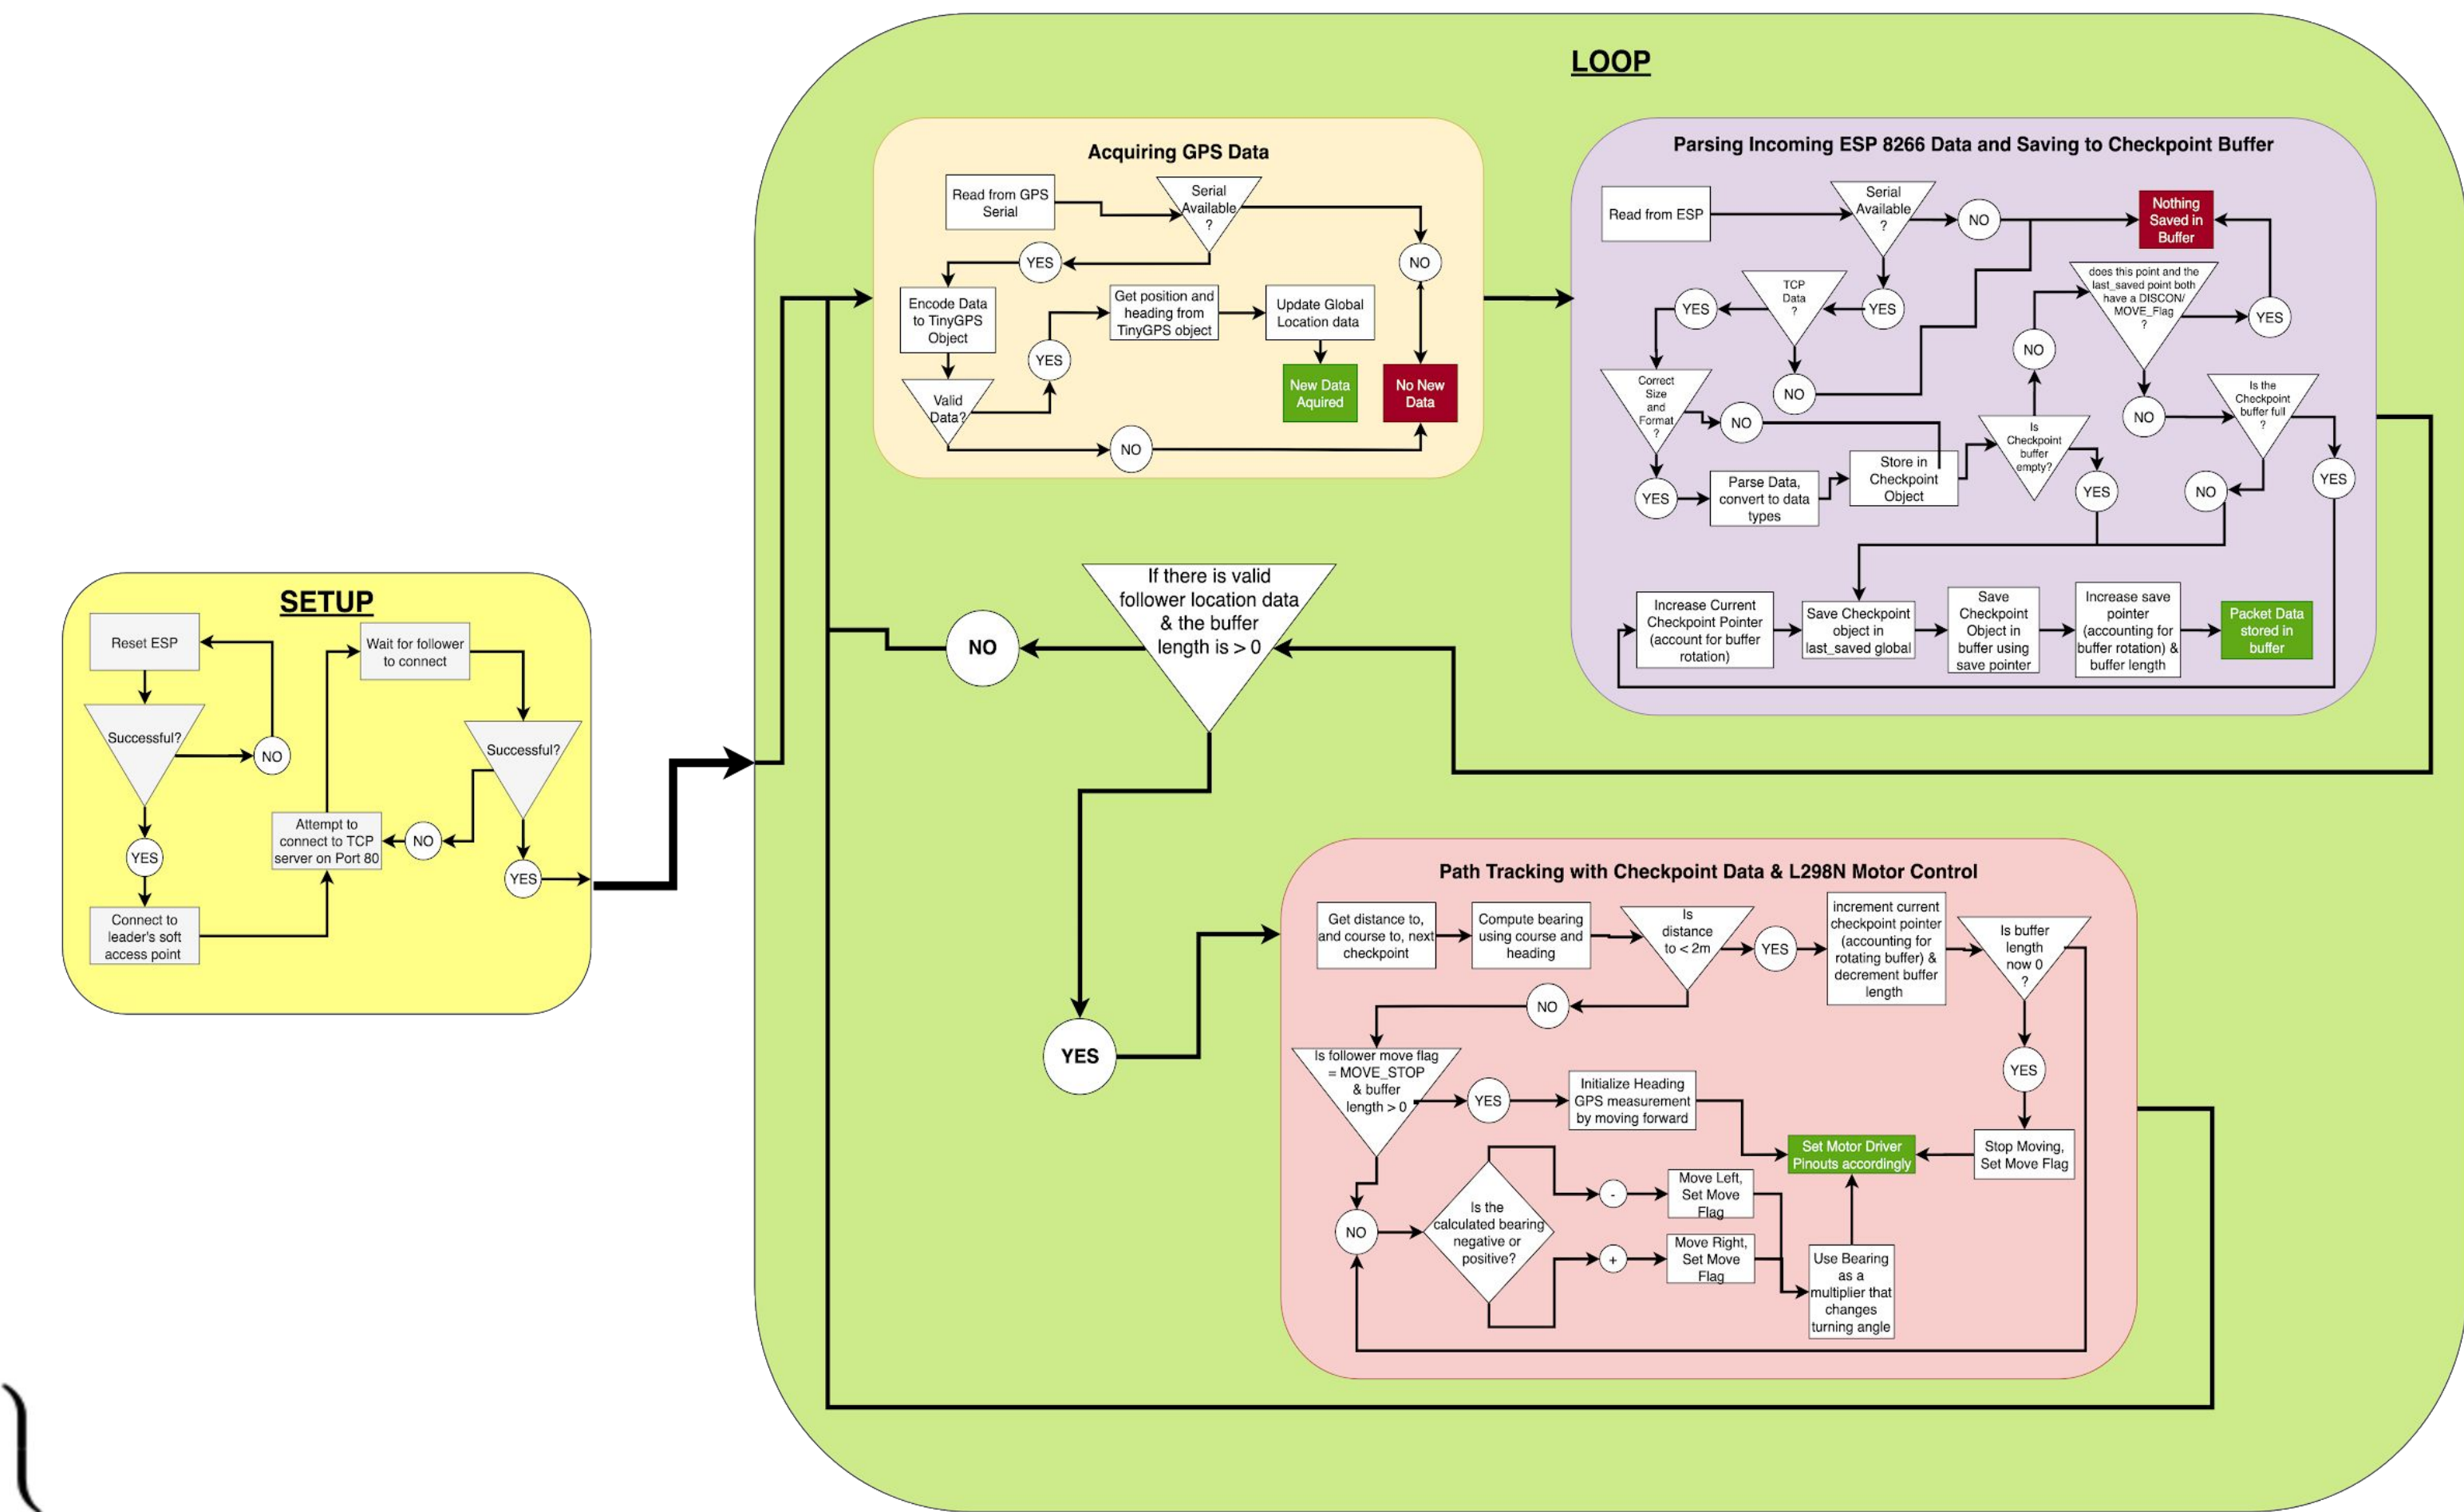 LOOP
Acquiring GPS Data
Read from GPS
Serial
Serial
Available
?
YES
NO
Encode Data
to TinyGPS
Object
Get position and
heading from
TinyGPS object
Update Global
Location data
YES
New Data
Aquired
No New
Data
Valid
Data?
NO
Parsing Incoming ESP 8266 Data and Saving to Checkpoint Buffer
Read from ESP
Serial
Available
?
NO
Nothing
Saved in
Buffer
YES
TCP
Data
?
YES
does this point and the
last_saved point both
have a DISCON/
MOVE_Flag
?
YES
NO
NO
Correct
Size
and
Format
?
NO
Is
Checkpoint
buffer
empty?
NO
Is the
Checkpoint
buffer full
?
YES
Parse Data,
convert to data
types
Store in
Checkpoint
Object
YES
NO
YES
Increase Current
Checkpoint Pointer
(account for buffer
rotation)
Save Checkpoint
object in
last_saved global
Save
Checkpoint
Object in
buffer using
save pointer
Increase save
pointer
(accounting for
buffer rotation) &
buffer length
Packet Data
stored in
buffer
If there is valid
follower location data
& the buffer
length is > 0
NO
YES
SETUP
Reset ESP
Successful?
NO
YES
Connect to
leader's soft
access point
Attempt to
connect to TCP
server on Port 80
Wait for follower
to connect
Successful?
NO
YES
Path Tracking with Checkpoint Data & L298N Motor Control
Get distance to,
and course to, next
checkpoint
Compute bearing
using course and
heading
Is
distance
to < 2m
YES
increment current
checkpoint pointer
(accounting for
rotating buffer) &
decrement buffer
length
Is buffer
length
now 0
?
NO
YES
Is follower move flag
= MOVE_STOP
& buffer
length > 0
YES
Initialize Heading
GPS measurement
by moving forward
Set Motor Driver
Pinouts accordingly
Stop Moving,
Set Move Flag
NO
Is the
calculated bearing
negative or
positive?
-
Move Left,
Set Move
Flag
+
Move Right,
Set Move
Flag
Use Bearing
as a
multiplier that
changes
turning angle